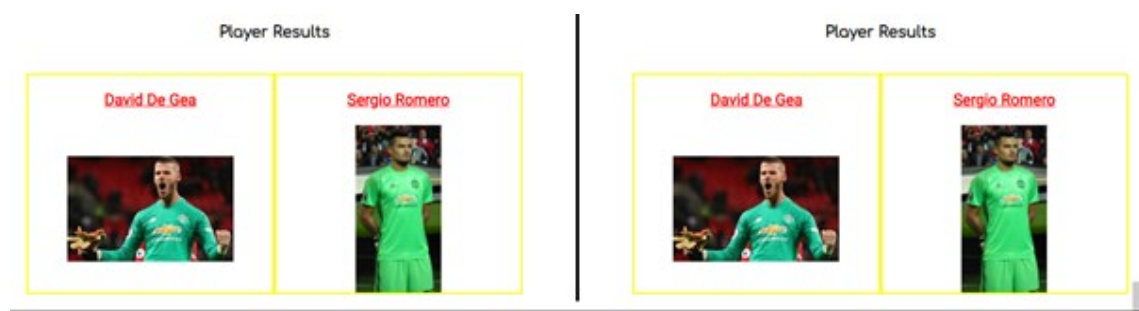 Player Results
David De Gea
Sergio Romero
Player Results
David De Gea
Sergio Romero